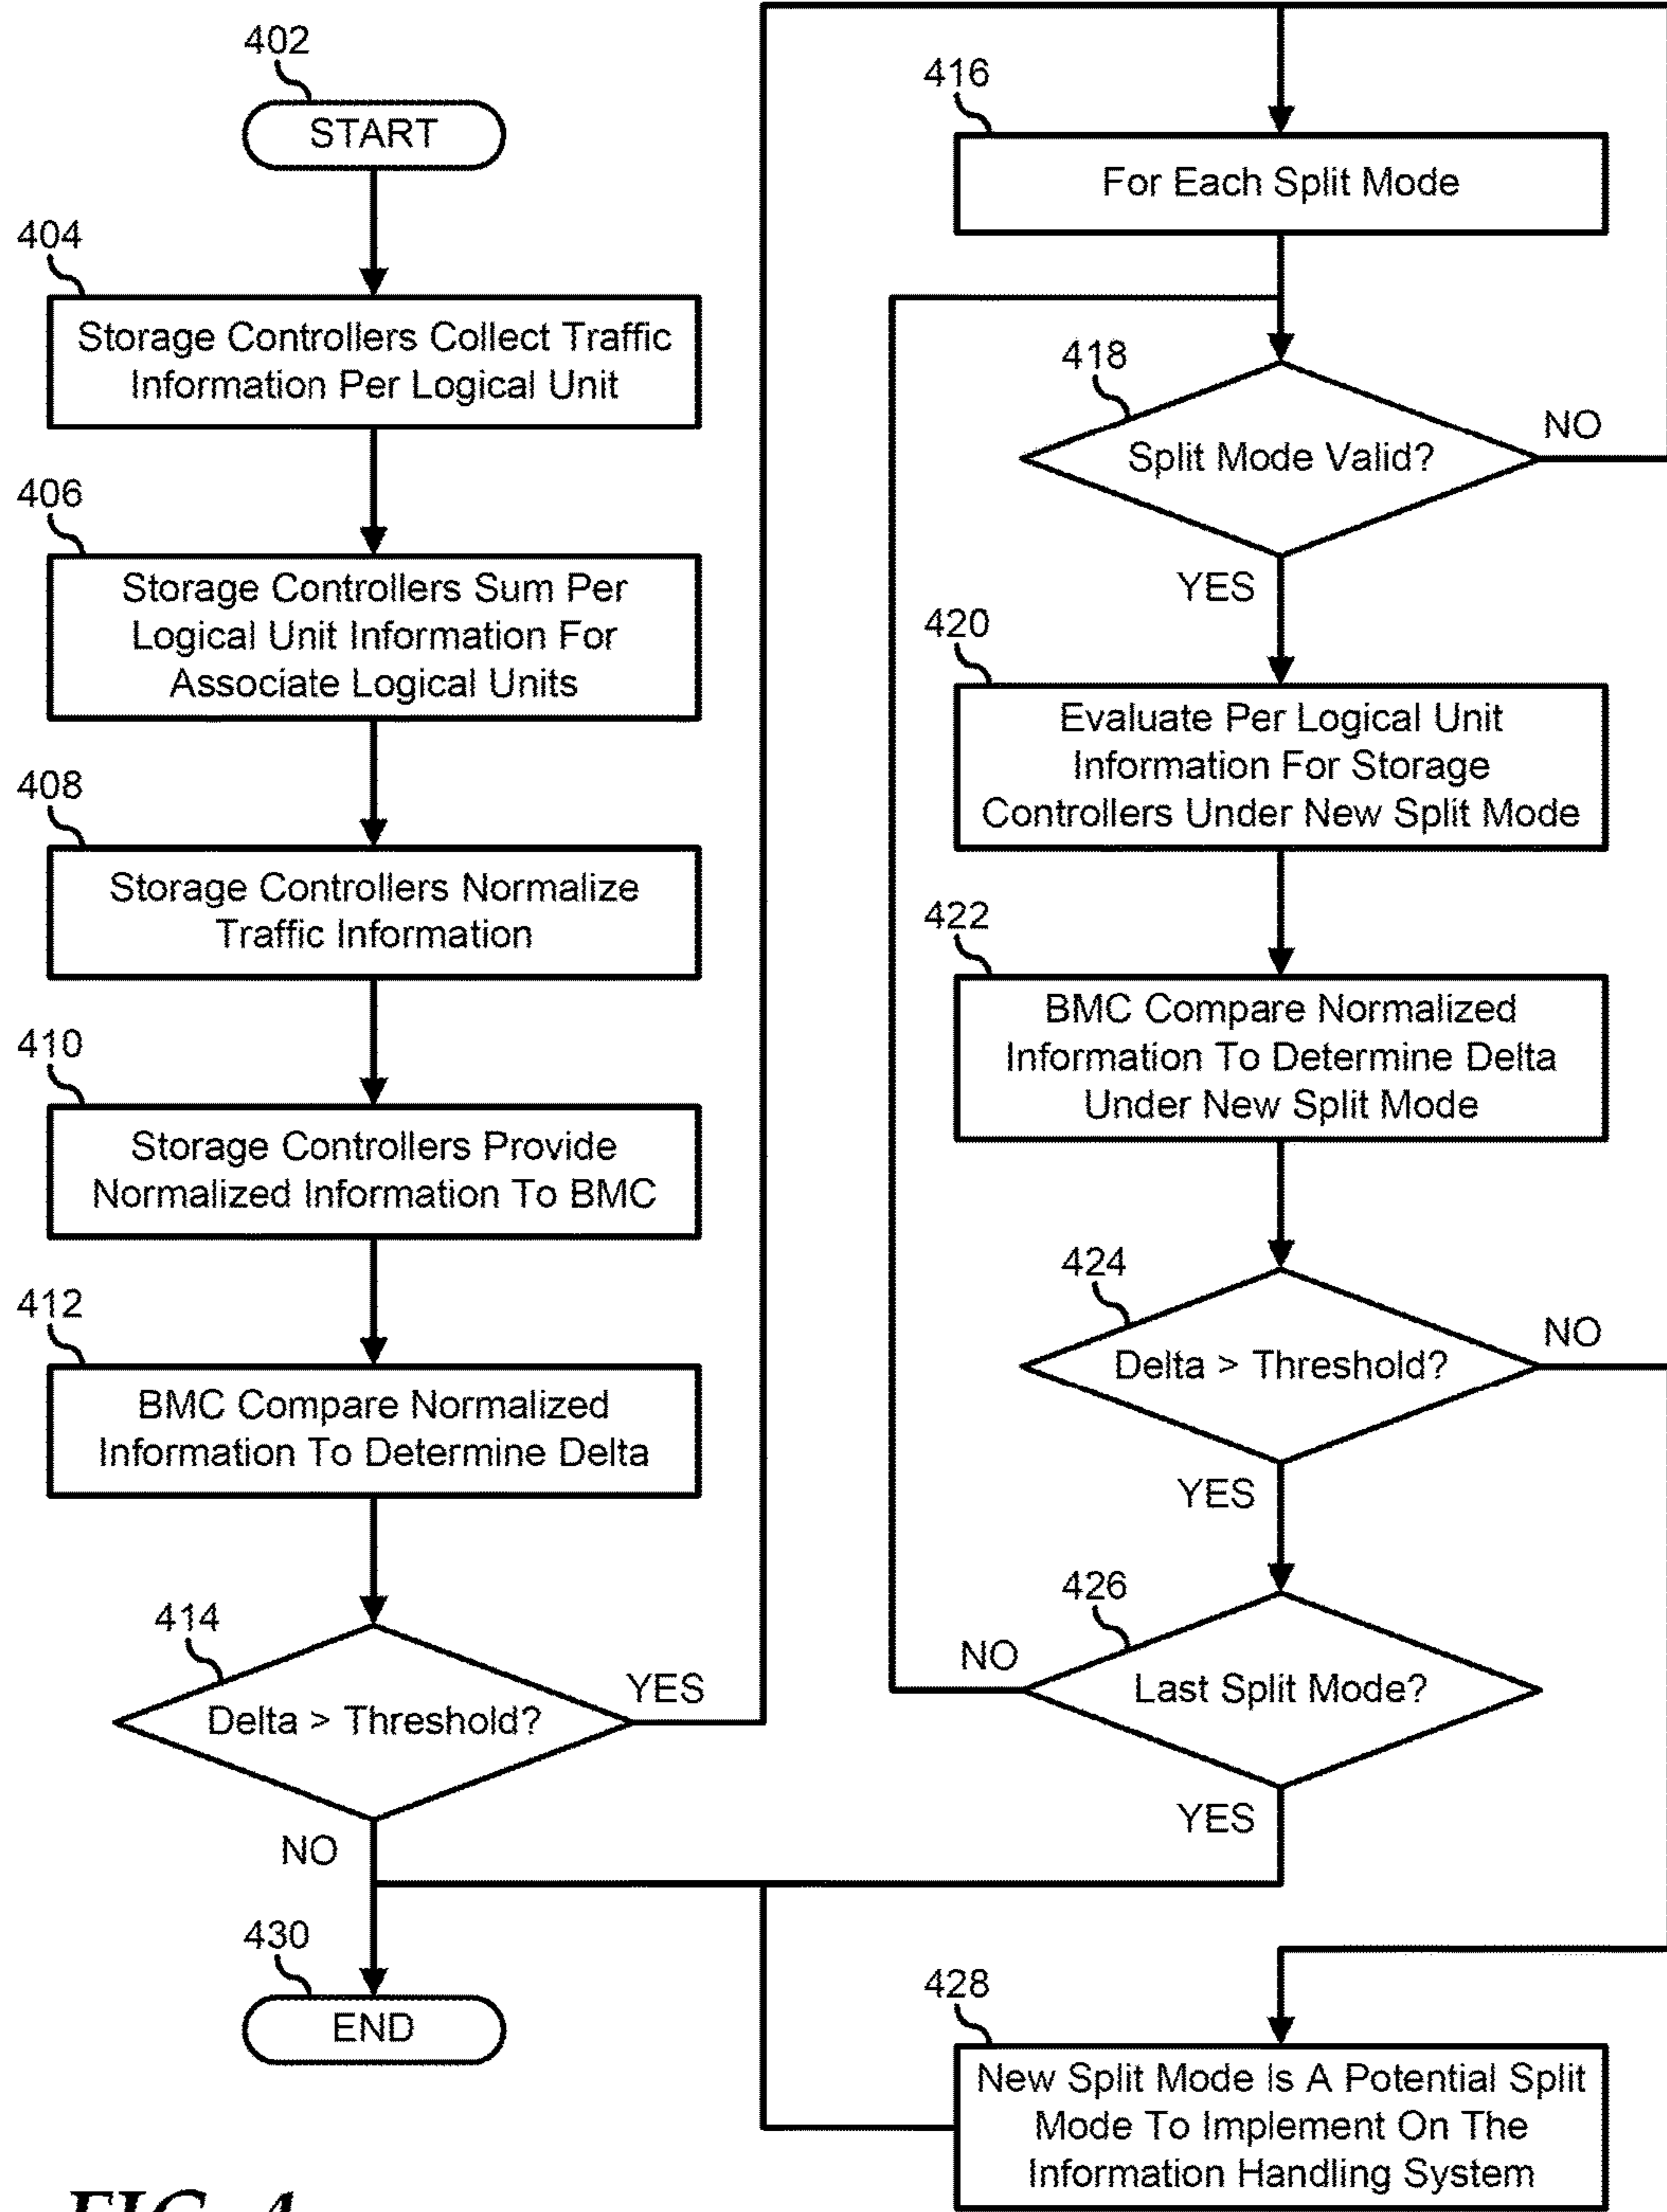 402
START
404
Storage Controllers Collect Traffic
Information Per Logical Unit
406
Storage Controllers Sum Per
Logical Unit Information For
Associate Logical Units
408
Storage Controllers Normalize
Traffic Information
410
Storage Controllers Provide
Normalized Information To BMC
412
BMC Compare Normalized
Information To Determine Delta
414
Delta > Threshold?
YES
NO
430
END
416
For Each Split Mode
418
Split Mode Valid?
NO
YES
420
Evaluate Per Logical Unit
Information For Storage
Controllers Under New Split Mode
422
BMC Compare Normalized
Information To Determine Delta
Under New Split Mode
424
Delta > Threshold?
NO
YES
426
Last Split Mode?
NO
YES
428
New Split Mode Is A Potential Split
Mode To Implement On The
Information Handling System
FIG. 4